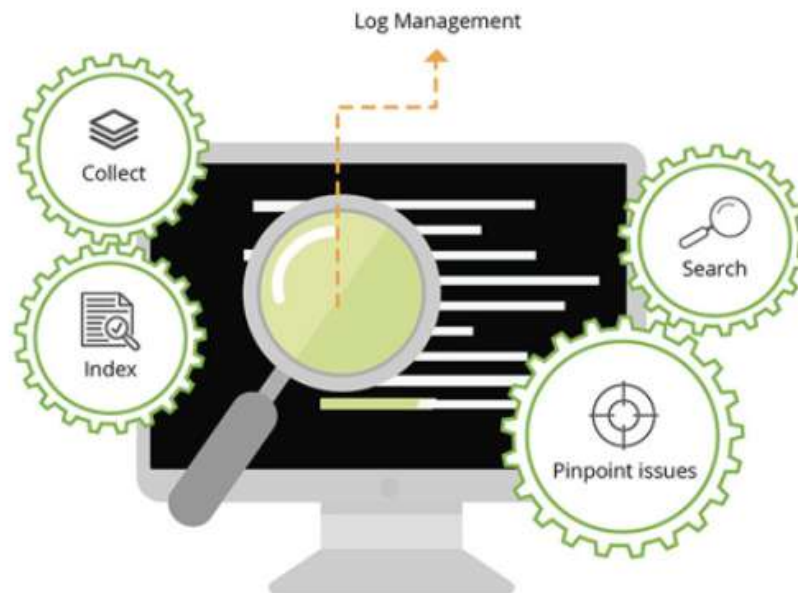 Log Management
Collect
Search
Index
Pinpoint issues